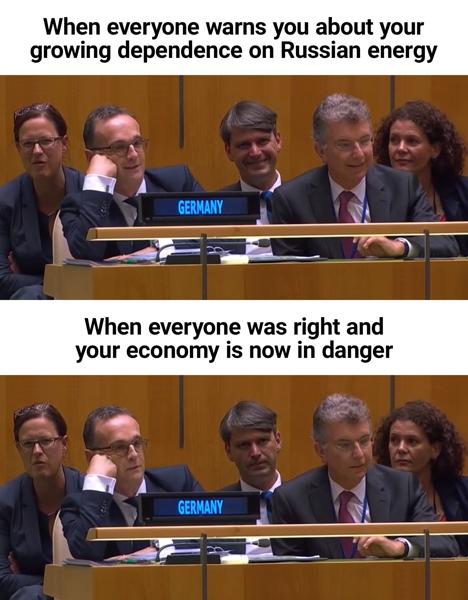 When everyone warns you about your
growing dependence on Russian energy
GERMANY
When everyone was right and
your economy is now in danger
GERMANY